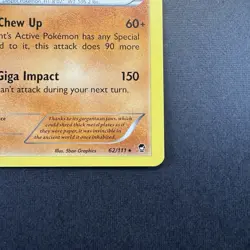 Chew Up 60+
nt's Active Pokémon has any Special
d to it, this attack does 90 more
Giga Impact 150
an't attack during your next turn.
Thanks to its gargantuan jaws, which
could shred thick metal plates as if
they were paper, it was invincible in
the ancient world it once inhabited.
Illus. 5ban Graphics 62/111